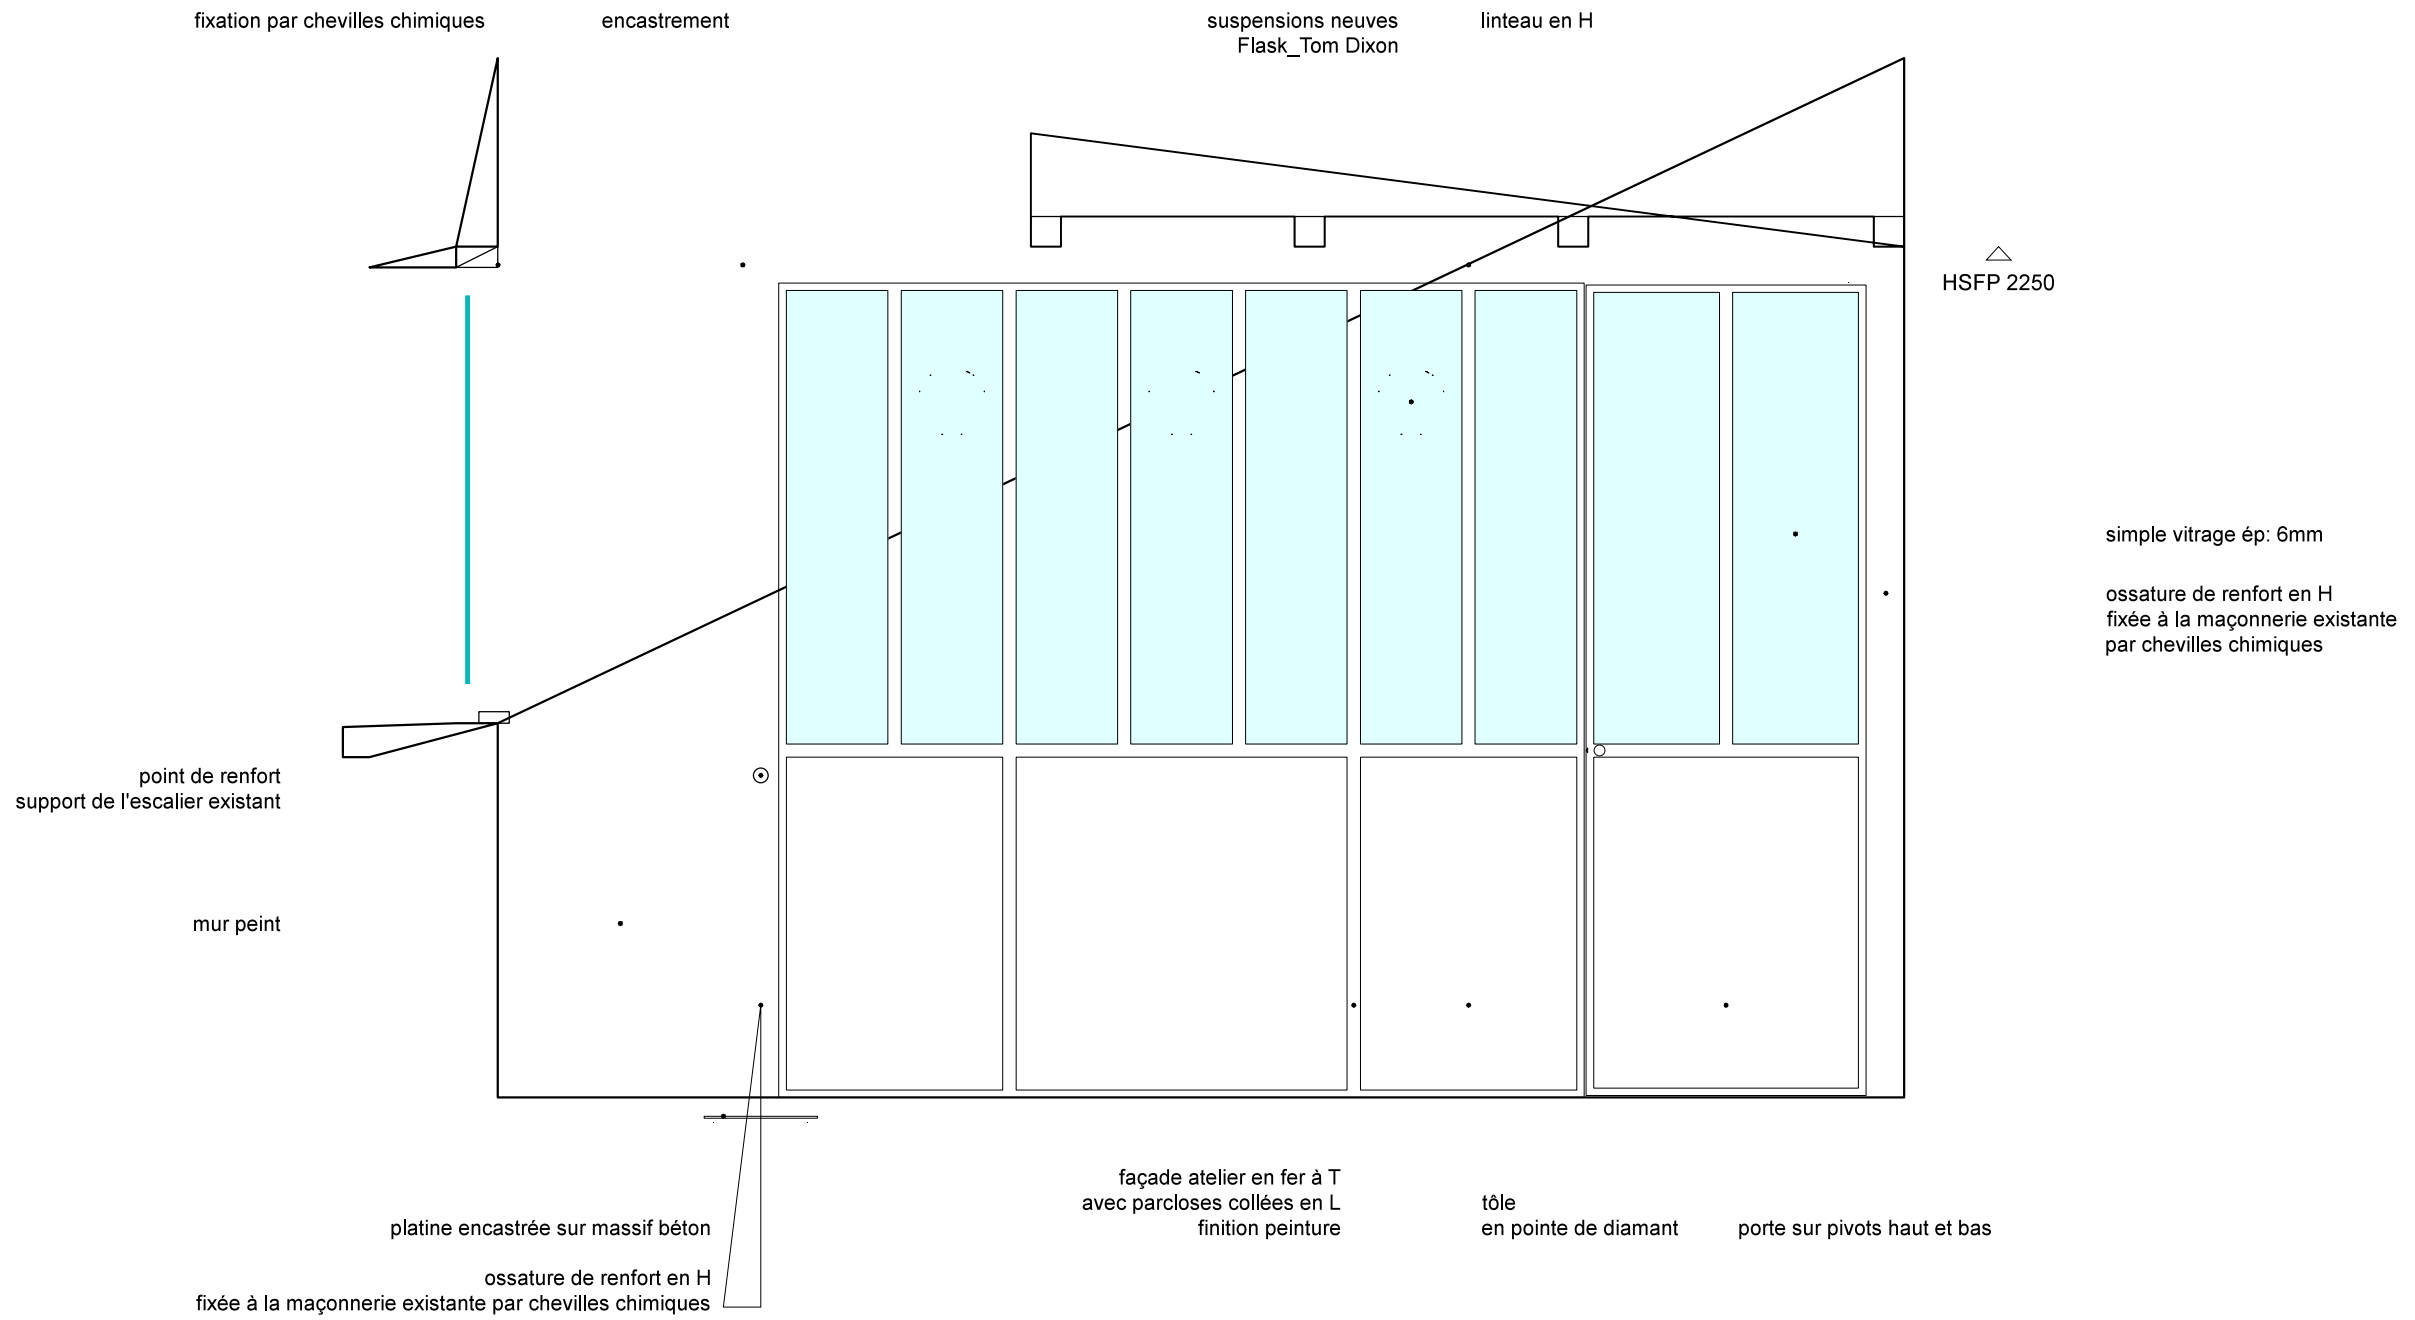 fixation par chevilles chimiques
encastrement
suspensions neuves
Flask_Tom Dixon
linteau en H
HSFP 2250
simple vitrage ép: 6mm
ossature de renfort en H
fixée à la maçonnerie existante
par chevilles chimiques
point de renfort
support de l'escalier existant
mur peint
façade atelier en fer à T
avec parcloses collées en L
finition peinture
tôle
en pointe de diamant
porte sur pivots haut et bas
platine encastrée sur massif béton
ossature de renfort en H
fixée à la maçonnerie existante par chevilles chimiques